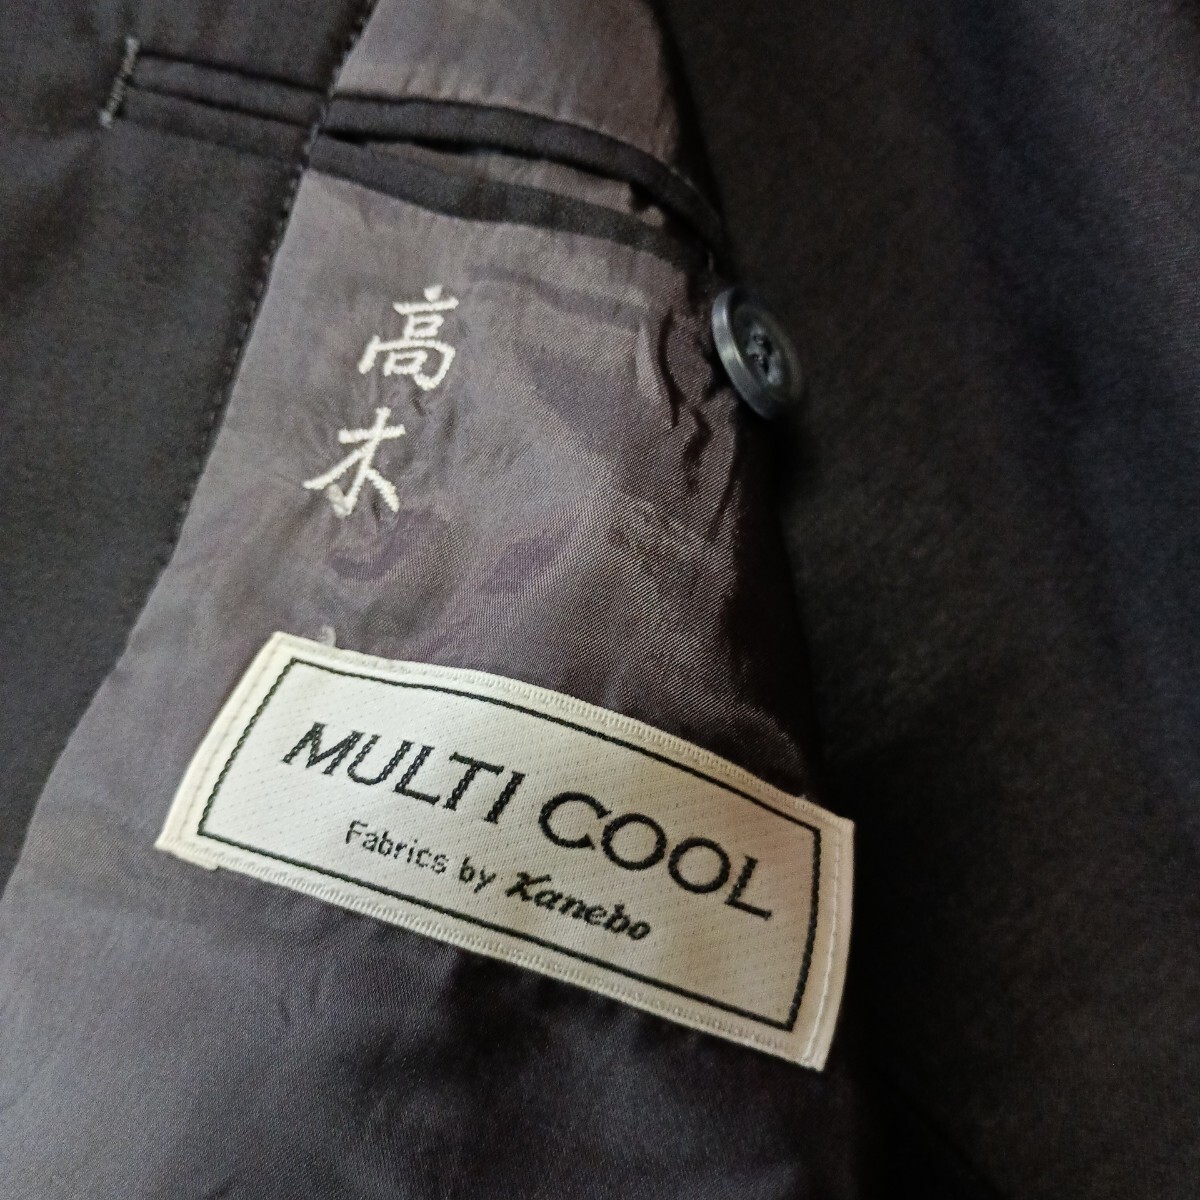 高木
MULTI COOL
Fabrics by Kanebo